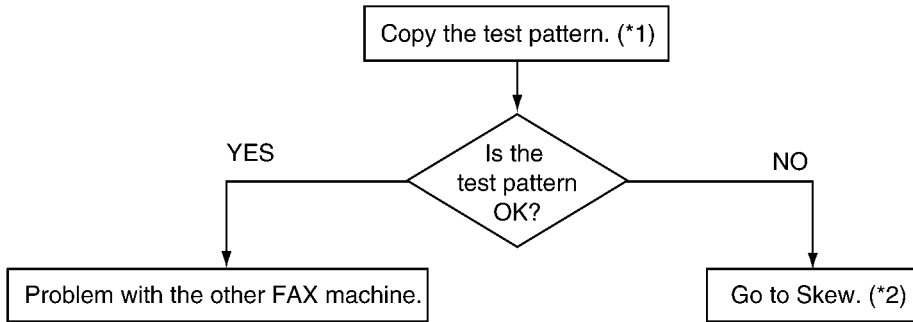 Copy the test pattern. (*1)
Is the
test pattern
OK?
YES
NO
Problem with the other FAX machine.
Go to Skew. (*2)